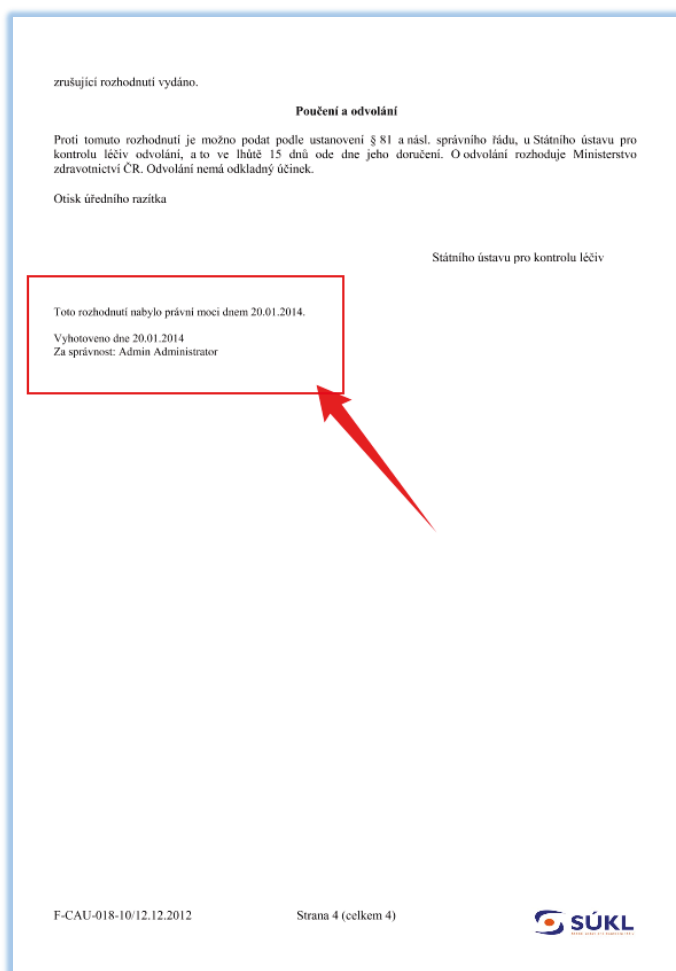 zrušující rozhodnutí vydáno.
Poučení a odvolání
Proti tomuto rozhodnutí je možno podat podle ustanovení § 81 a násl. správního řádu, u Státního ústavu pro
kontrolu léčiv odvolání, a to ve lhůtě 15 dnů ode dne jeho doručení. O odvolání rozhoduje Ministerstvo
zdravotnictví ČR. Odvolání nemá odkladný účinek.
Otisk úředního razítka
Státního ústavu pro kontrolu léčiv
Toto rozhodnutí nabylo právní moci dnem 20.01.2014.
Vyhotoveno dne 20.01.2014
Za správnost: Admin Administrator
F-CAU-018-10/12.12.2012
Strana 4 (celkem 4)
SÚKL